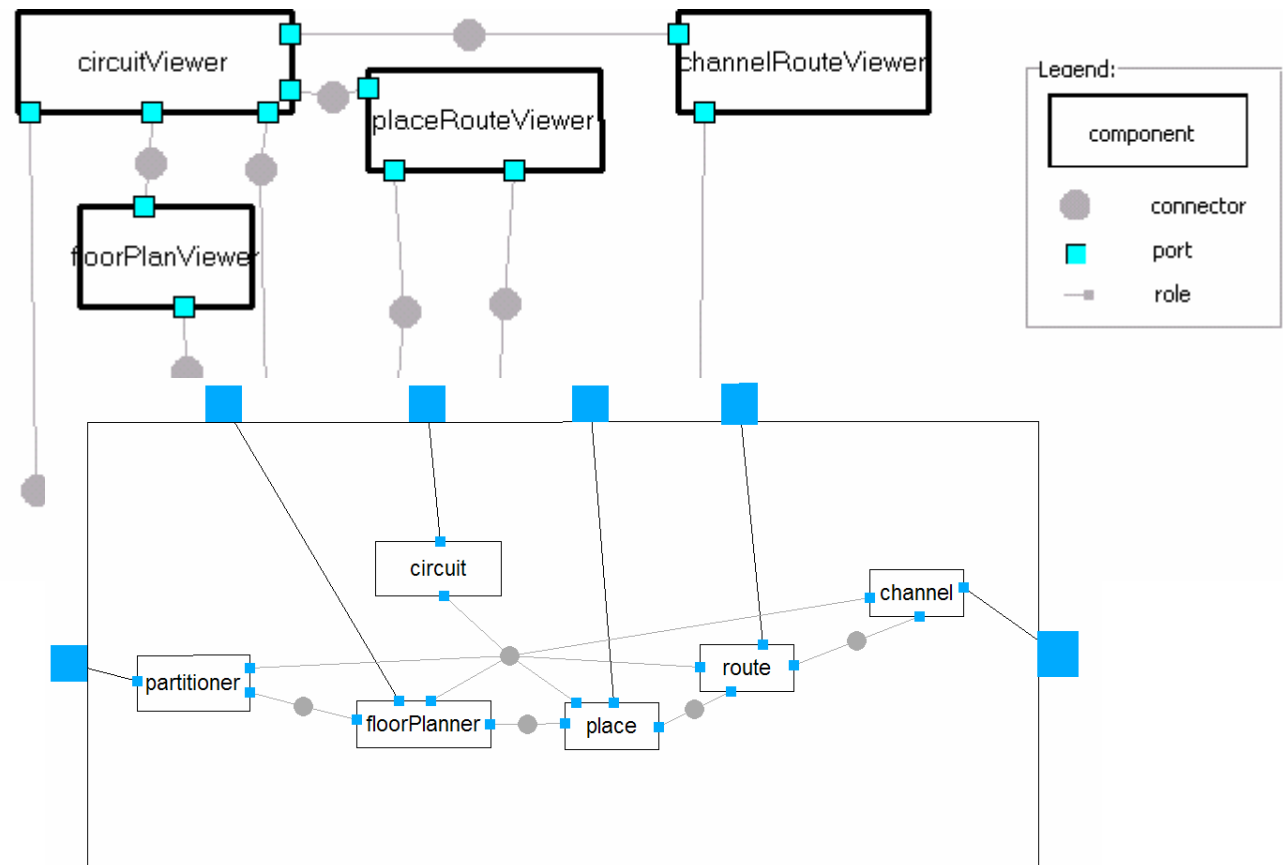 circuitViewer
channelRouteViewer
Legend:
placeRouteViewer
component
connector
port
floorPlanViewer
role
circuit
channel
partitioner
route
floorPlanner
place